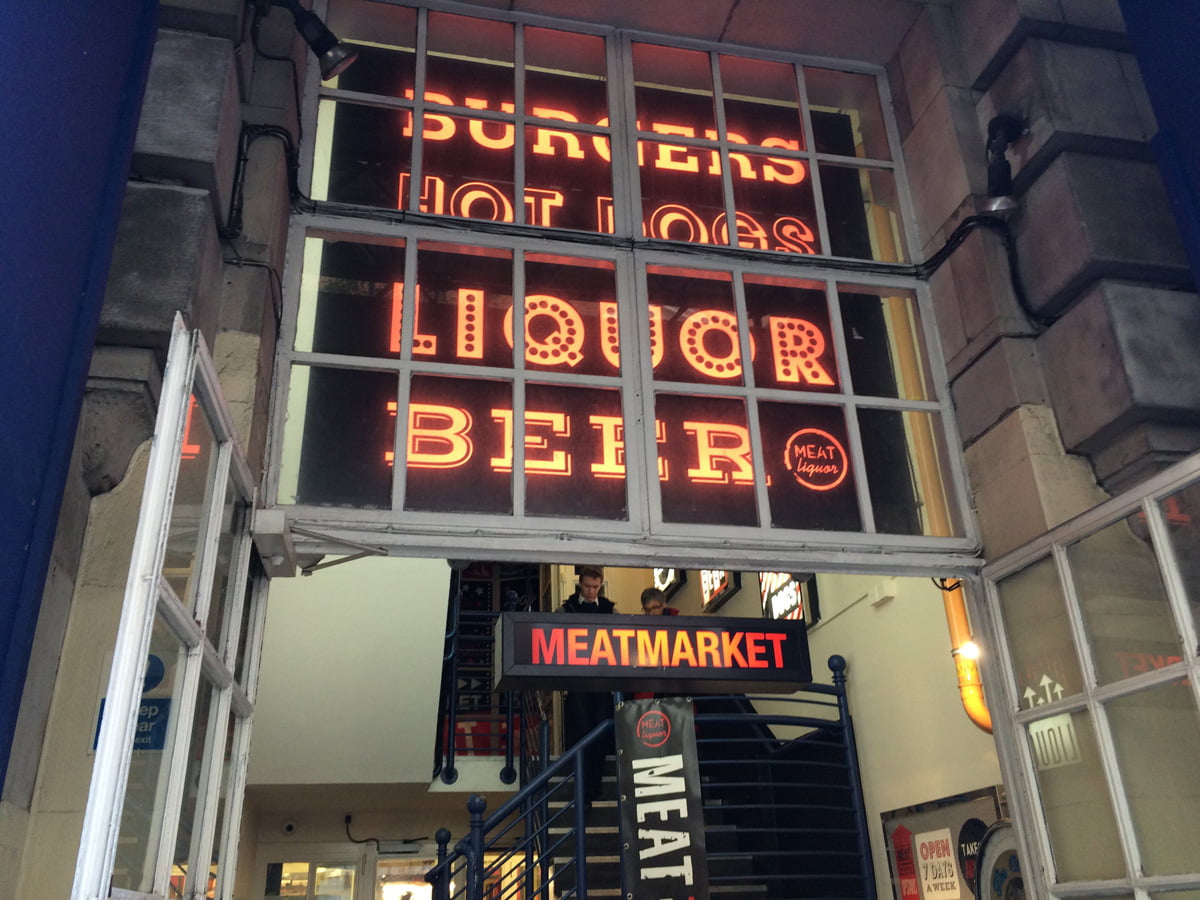 BURGERS
HOT DOGS
LIQUOR
BEER
MEAT
liquor
MEATMARKET
MEAT
liquor
MEAT
OPEN
7 DAYS
A WEEK